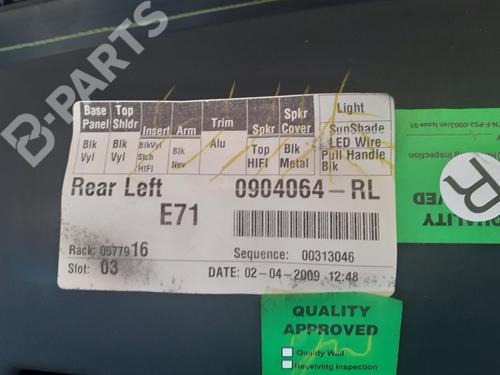 B-PARTS
Base Panel
Top Shldr
Insert
Arm
Trim
Spkr
Spkr Cover
Light
Blk Vyl
Blk Vyl
BlkVyl Stch HIFI
Blk Nev
Alu
Top HIFI
Blk Metal
SunShade
LED Wire
Pull Handle
Blk
Rear Left
0904064-RL
E71
Rack: 0577916
Sequence: 00313046
Slot: 03
DATE: 02-04-2009 12:48
QUALITY
APPROVED
Quality Wall
Receiving Inspection
R